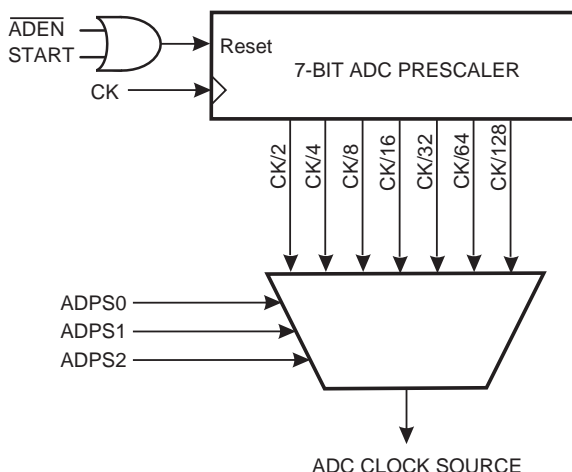 ADEN
START
Reset
7-BIT ADC PRESCALER
CK
CK/2
CK/4
CK/8
CK/16
CK/32
CK/64
CK/128
ADPS0
ADPS1
ADPS2
ADC CLOCK SOURCE